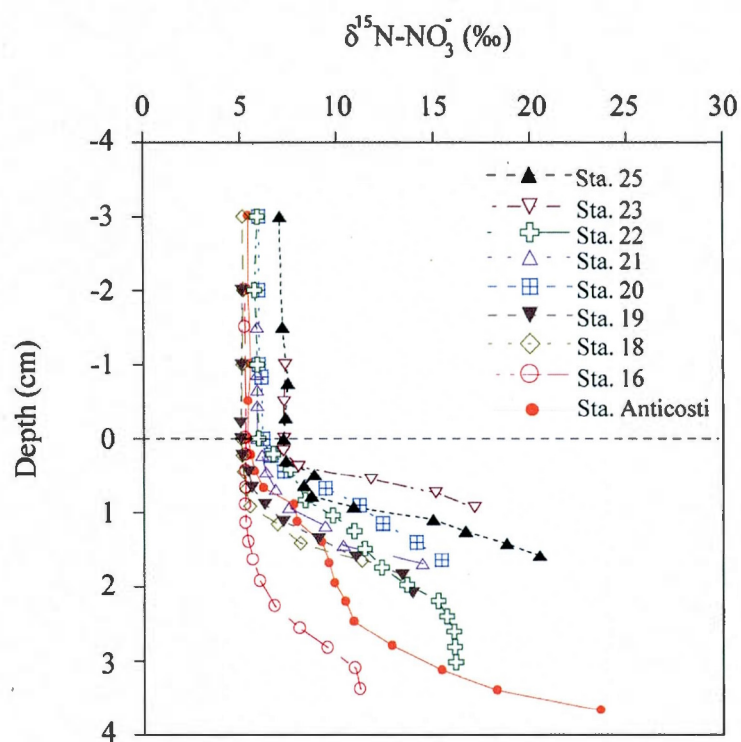 δ¹⁵N-NO₃⁻ (‰)
0 5 10 15 20 25 30
-4
-3
-2
-1
0
1
2
3
4
Depth (cm)
Sta. 25
Sta. 23
Sta. 22
Sta. 21
Sta. 20
Sta. 19
Sta. 18
Sta. 16
Sta. Anticosti